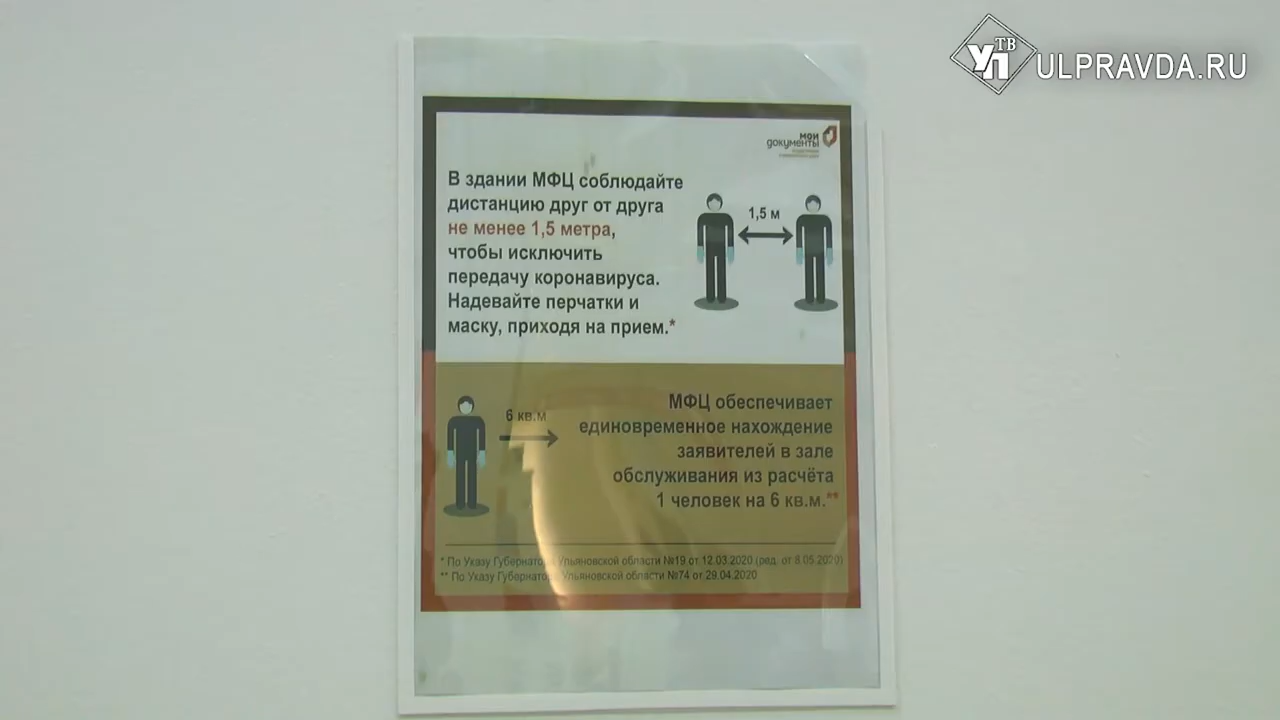 УП ТВ ULPRAVDA.RU
мои
документы
В здании МФЦ соблюдайте
дистанцию друг от друга
не менее 1,5 метра,
чтобы исключить
передачу коронавируса.
Надевайте перчатки и
маску, приходя на прием.*
1,5 м
6 кв.м
МФЦ обеспечивает
единовременное нахождение
заявителей в зале
обслуживания из расчёта
1 человек на 6 кв.м.**
* По Указу Губернатора Ульяновской области №19 от 12.03.2020 (ред. от 8.05.2020)
** По Указу Губернатора Ульяновской области №74 от 29.04.2020